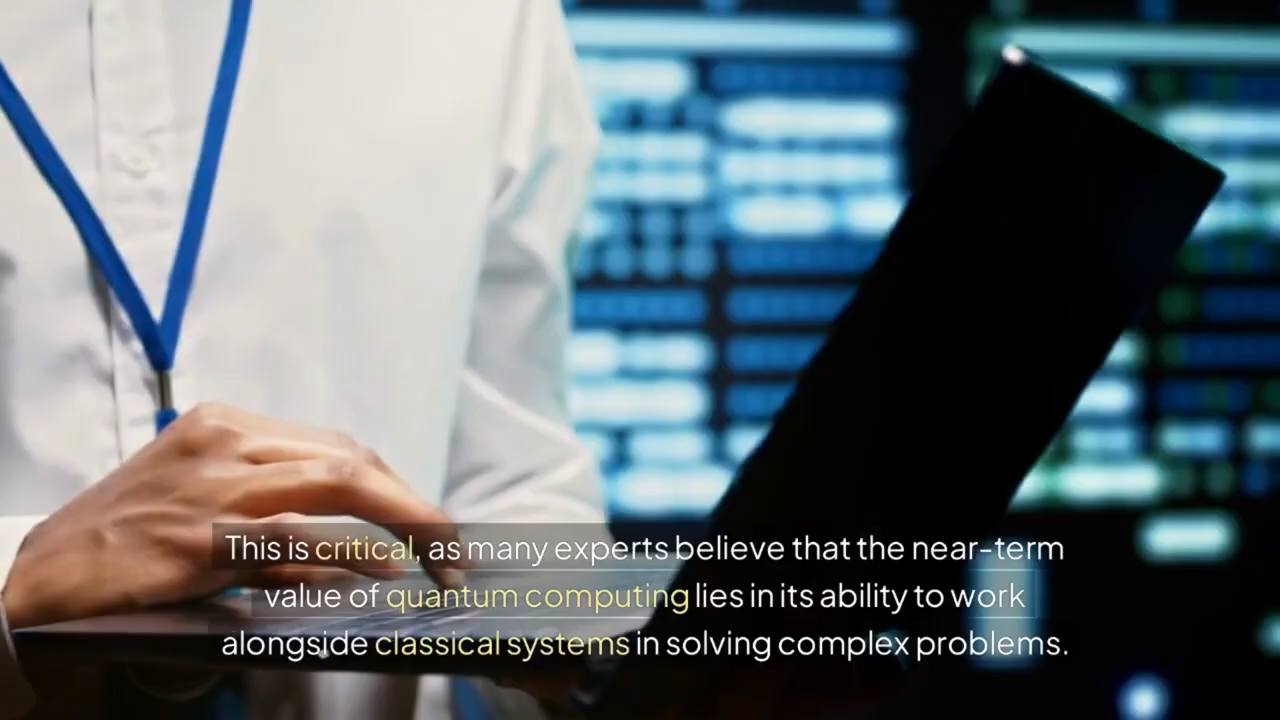 This is critical, as many experts believe that the near-term
value of quantum computing lies in its ability to work
alongside classical systems in solving complex problems.